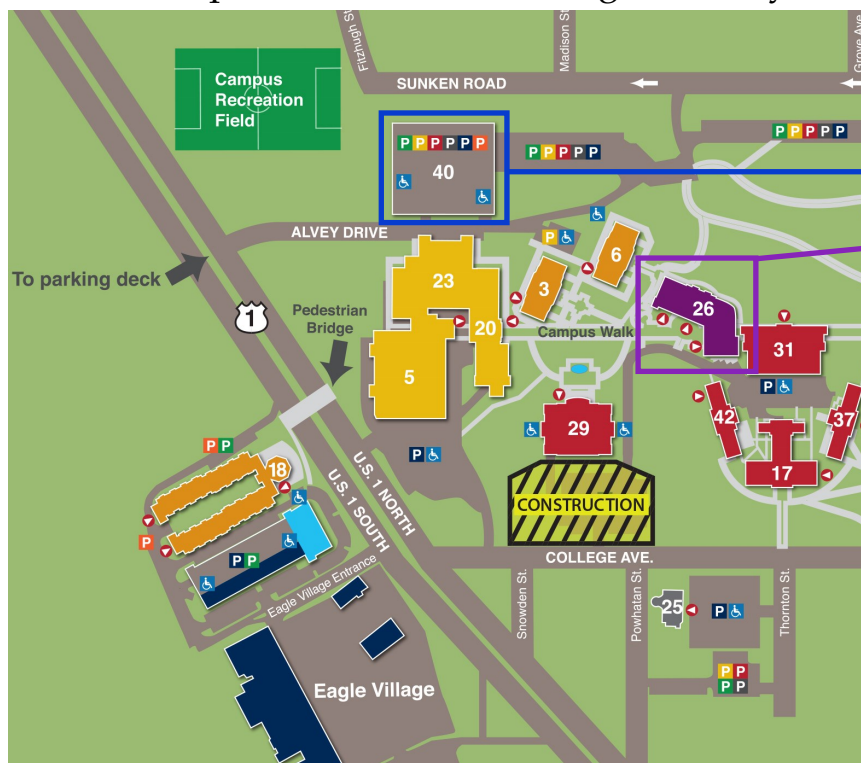 Fitzhugh St.
Madison St.
Grove Ave.
SUNKEN ROAD
Campus
Recreation
Field
P P P P P P
40
P P P P P
P P P P P
ALVEY DRIVE
P
6
23
3
26
To parking deck
1
Pedestrian
Bridge
20
Campus Walk
31
5
P
42
37
29
P
P P
18
17
U.S. 1 NORTH
U.S. 1 SOUTH
CONSTRUCTION
P
P P
COLLEGE AVE.
Eagle Village Entrance
Snowden St.
Powhatan St.
Thornton St.
25
P
P P
P P
Eagle Village